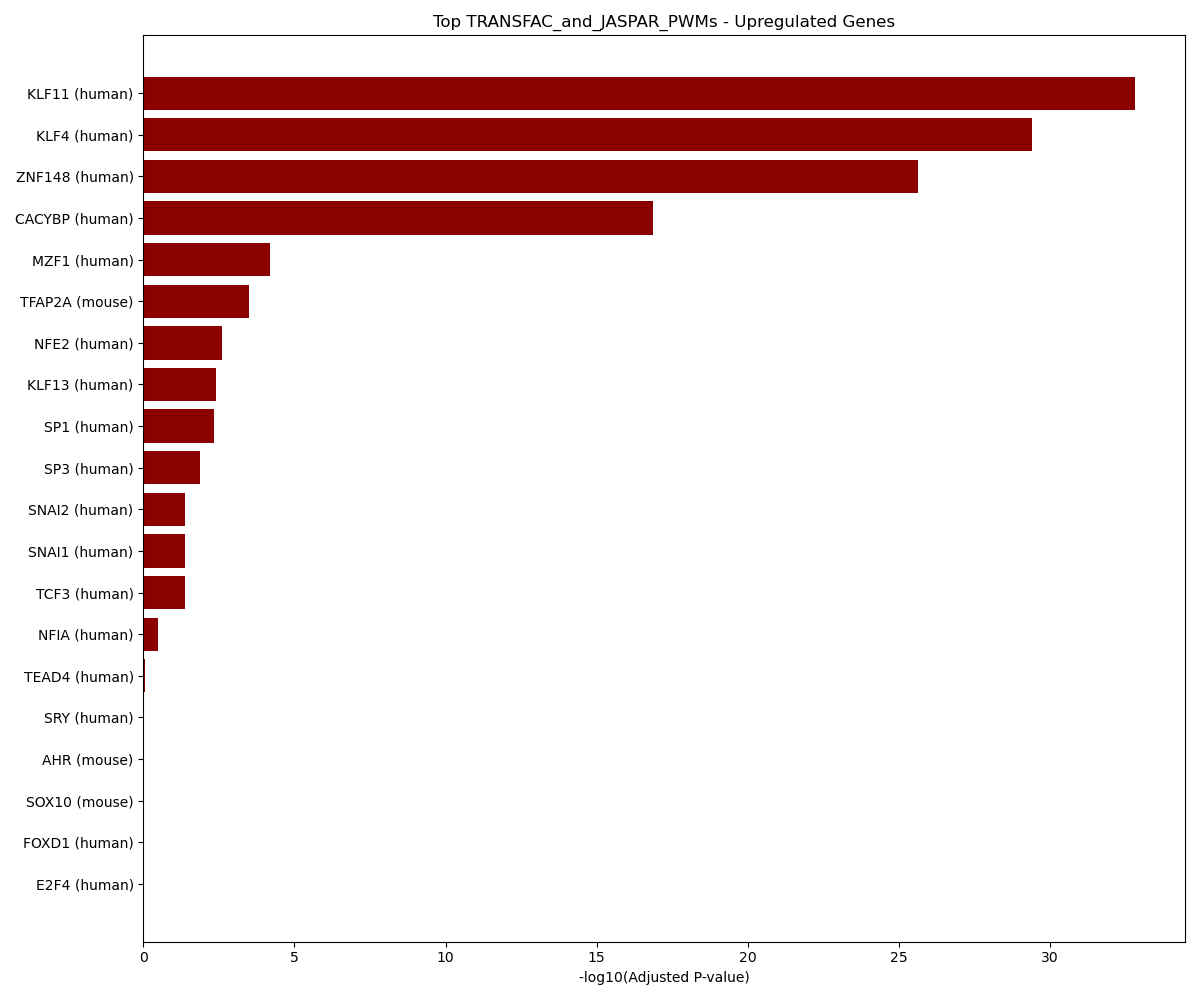 Top TRANSFAC_and_JASPAR_PWMs - Upregulated Genes
KLF11 (human)
KLF4 (human)
ZNF148 (human)
CACYBP (human)
MZF1 (human)
TFAP2A (mouse)
NFE2 (human)
KLF13 (human)
SP1 (human)
SP3 (human)
SNAI2 (human)
SNAI1 (human)
TCF3 (human)
NFIA (human)
TEAD4 (human)
SRY (human)
AHR (mouse)
SOX10 (mouse)
FOXD1 (human)
E2F4 (human)
0 5 10 15 20 25 30
-log10(Adjusted P-value)